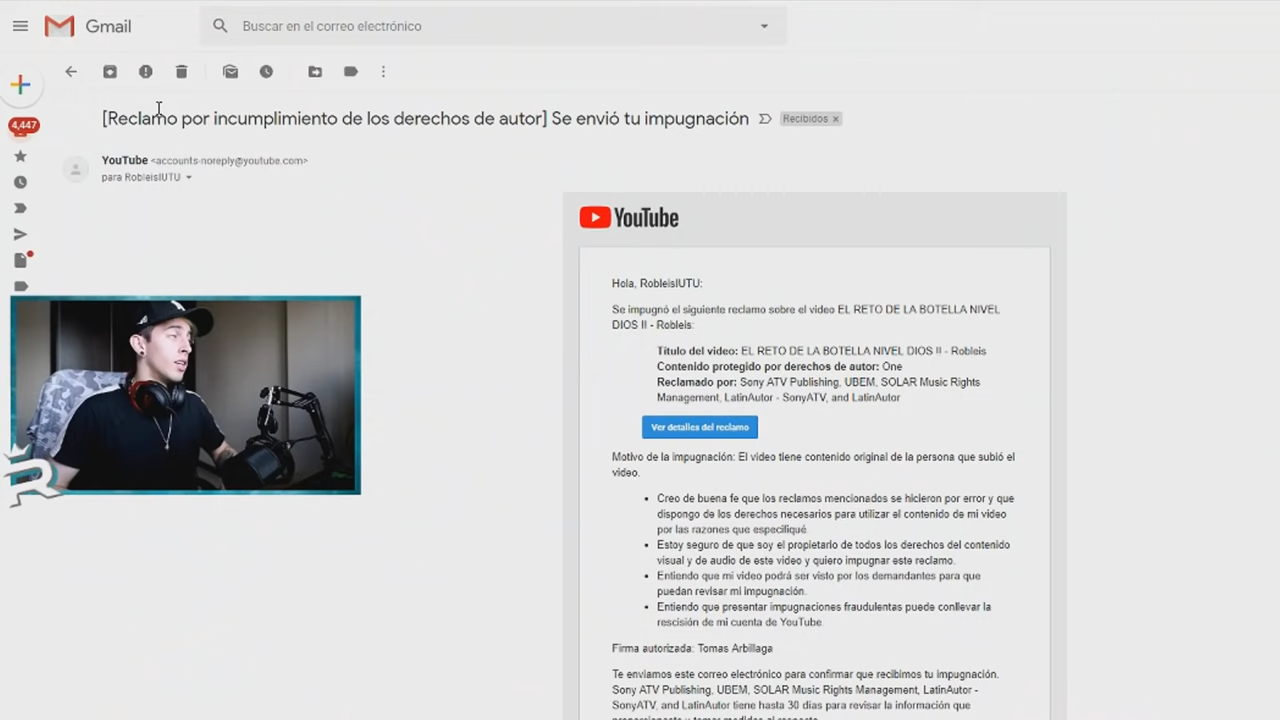 Gmail
Buscar en el correo electrónico
[Reclamo por incumplimiento de los derechos de autor] Se envió tu impugnación
Recibidos x
4,447
YouTube <accounts-noreply@youtube.com>
para RobleisIUTU
YouTube
Hola, RobleisIUTU:
Se impugnó el siguiente reclamo sobre el video EL RETO DE LA BOTELLA NIVEL
DIOS II - Robleis:
Título del video: EL RETO DE LA BOTELLA NIVEL DIOS II - Robleis
Contenido protegido por derechos de autor: One
Reclamado por: Sony ATV Publishing, UBEM, SOLAR Music Rights
Management, LatinAutor - SonyATV, and LatinAutor
Ver detalles del reclamo
Motivo de la impugnación: El video tiene contenido original de la persona que subió el
video.
• Creo de buena fe que los reclamos mencionados se hicieron por error y que
dispongo de los derechos necesarios para utilizar el contenido de mi video
por las razones que especifiqué.
• Estoy seguro de que soy el propietario de todos los derechos del contenido
visual y de audio de este video y quiero impugnar este reclamo.
• Entiendo que mi video podrá ser visto por los demandantes para que
puedan revisar mi impugnación.
• Entiendo que presentar impugnaciones fraudulentas puede conllevar la
rescisión de mi cuenta de YouTube.
Firma autorizada: Tomas Arbillaga
Te enviamos este correo electrónico para confirmar que recibimos tu impugnación.
Sony ATV Publishing, UBEM, SOLAR Music Rights Management, LatinAutor -
SonyATV, and LatinAutor tiene hasta 30 días para revisar la información que
R